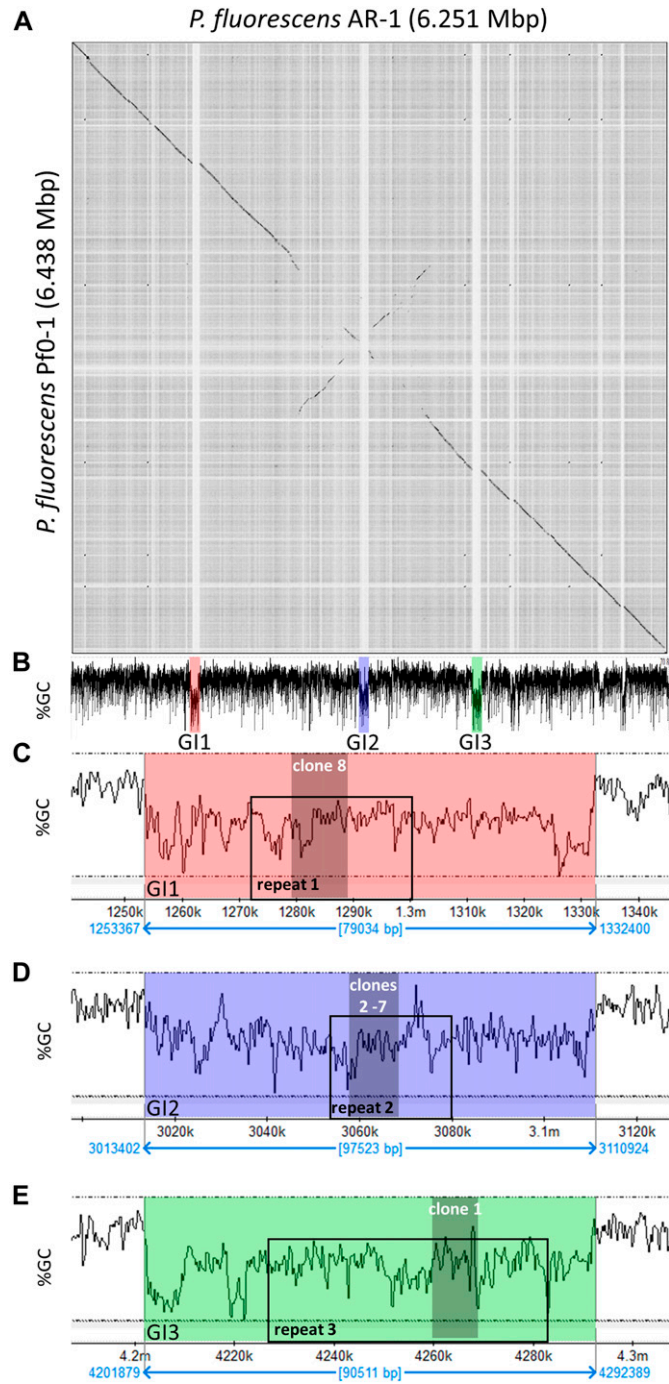 A
P. fluorescens AR-1 (6.251 Mbp)
P. fluorescens Pf0-1 (6.438 Mbp)
B
%GC
GI1 GI2 GI3
C
%GC
clone 8
repeat 1
GI1
1250k 1260k 1270k 1280k 1290k 1.3m 1310k 1320k 1330k 1340k
1253367 [79034 bp] 1332400
D
%GC
clones
2 -7
repeat 2
GI2
3020k 3040k 3060k 3080k 3.1m 3120k
3013402 [97523 bp] 3110924
E
%GC
clone 1
repeat 3
GI3
4.2m 4220k 4240k 4260k 4280k 4.3m
4201879 [90511 bp] 4292389